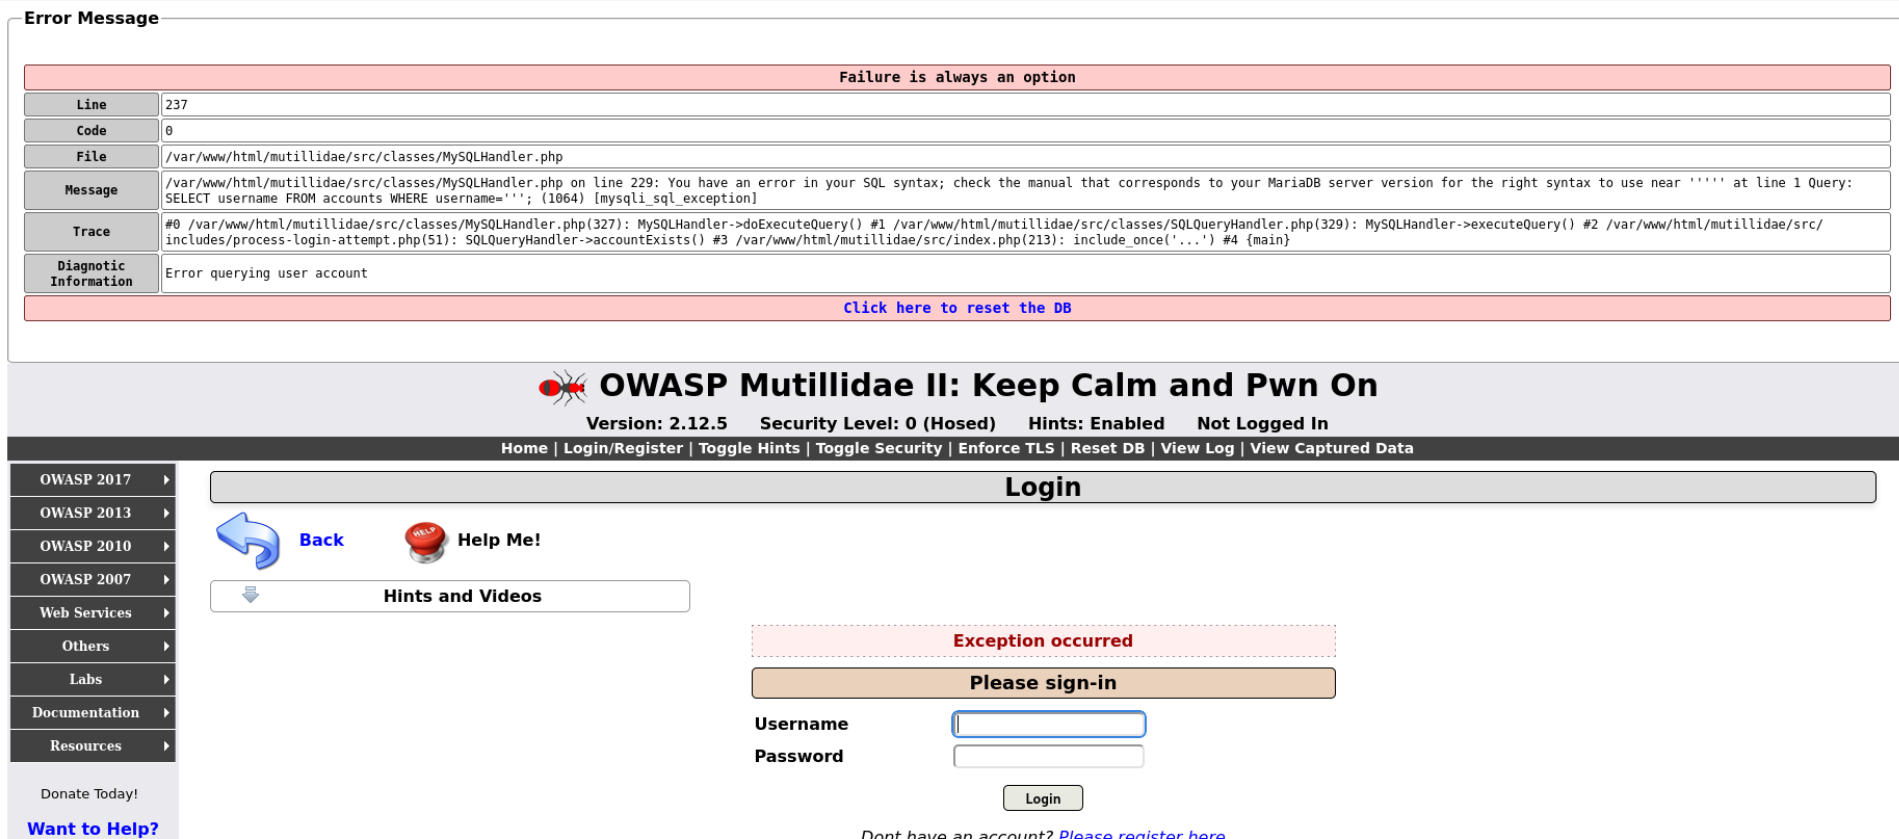 Error Message
Failure is always an option
Line 237
Code 0
File /var/www/html/mutillidae/src/classes/MySQLHandler.php
Message /var/www/html/mutillidae/src/classes/MySQLHandler.php on line 229: You have an error in your SQL syntax; check the manual that corresponds to your MariaDB server version for the right syntax to use near ''''' at line 1 Query:
SELECT username FROM accounts WHERE username='''; (1064) [mysqli_sql_exception]
Trace #0 /var/www/html/mutillidae/src/classes/MySQLHandler.php(327): MySQLHandler->doExecuteQuery() #1 /var/www/html/mutillidae/src/classes/SQLQueryHandler.php(329): MySQLHandler->executeQuery() #2 /var/www/html/mutillidae/src/
includes/process-login-attempt.php(51): SQLQueryHandler->accountExists() #3 /var/www/html/mutillidae/src/index.php(213): include_once('...') #4 {main}
Diagnostic
Information
Error querying user account
Click here to reset the DB
OWASP Mutillidae II: Keep Calm and Pwn On
Version: 2.12.5 Security Level: 0 (Hosed) Hints: Enabled Not Logged In
Home | Login/Register | Toggle Hints | Toggle Security | Enforce TLS | Reset DB | View Log | View Captured Data
OWASP 2017
OWASP 2013
OWASP 2010
OWASP 2007
Web Services
Others
Labs
Documentation
Resources
Donate Today!
Want to Help?
Login
Back
HELP
Help Me!
Hints and Videos
Exception occurred
Please sign-in
Username
Password
Login
Dont have an account? Please register here